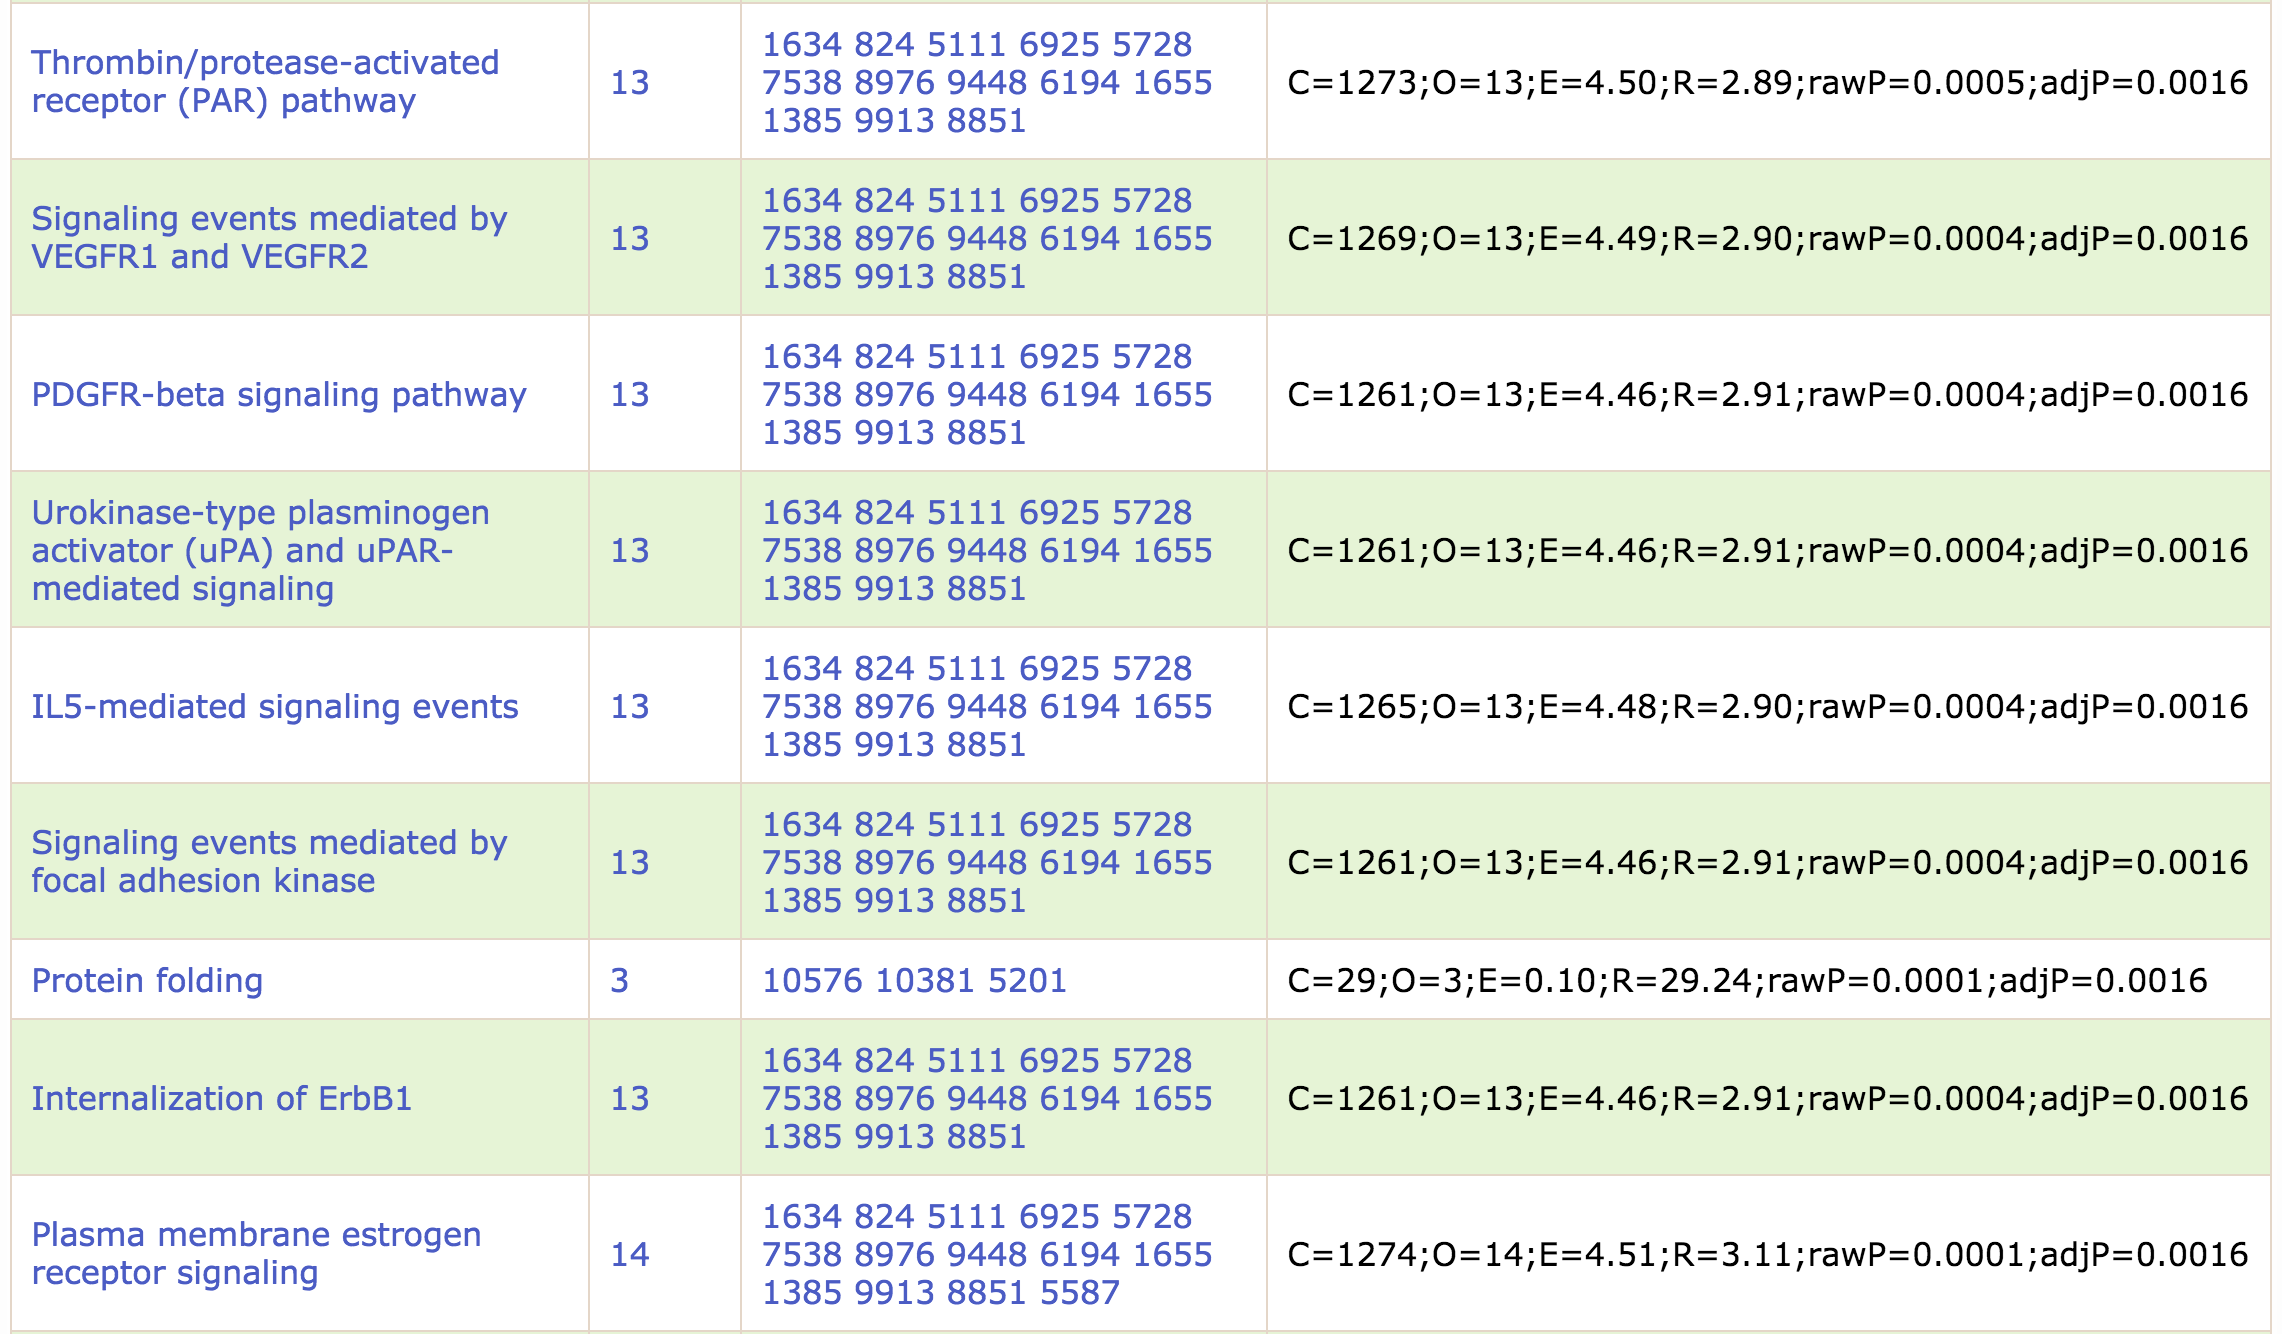 Thrombin/protease-activated
receptor (PAR) pathway
13
1634 824 5111 6925 5728
7538 8976 9448 6194 1655
1385 9913 8851
C=1273;O=13;E=4.50;R=2.89;rawP=0.0005;adjP=0.0016
Signaling events mediated by
VEGFR1 and VEGFR2
13
1634 824 5111 6925 5728
7538 8976 9448 6194 1655
1385 9913 8851
C=1269;O=13;E=4.49;R=2.90;rawP=0.0004;adjP=0.0016
PDGFR-beta signaling pathway
13
1634 824 5111 6925 5728
7538 8976 9448 6194 1655
1385 9913 8851
C=1261;O=13;E=4.46;R=2.91;rawP=0.0004;adjP=0.0016
Urokinase-type plasminogen
activator (uPA) and uPAR-
mediated signaling
13
1634 824 5111 6925 5728
7538 8976 9448 6194 1655
1385 9913 8851
C=1261;O=13;E=4.46;R=2.91;rawP=0.0004;adjP=0.0016
IL5-mediated signaling events
13
1634 824 5111 6925 5728
7538 8976 9448 6194 1655
1385 9913 8851
C=1265;O=13;E=4.48;R=2.90;rawP=0.0004;adjP=0.0016
Signaling events mediated by
focal adhesion kinase
13
1634 824 5111 6925 5728
7538 8976 9448 6194 1655
1385 9913 8851
C=1261;O=13;E=4.46;R=2.91;rawP=0.0004;adjP=0.0016
Protein folding
3
10576 10381 5201
C=29;O=3;E=0.10;R=29.24;rawP=0.0001;adjP=0.0016
Internalization of ErbB1
13
1634 824 5111 6925 5728
7538 8976 9448 6194 1655
1385 9913 8851
C=1261;O=13;E=4.46;R=2.91;rawP=0.0004;adjP=0.0016
Plasma membrane estrogen
receptor signaling
14
1634 824 5111 6925 5728
7538 8976 9448 6194 1655
1385 9913 8851 5587
C=1274;O=14;E=4.51;R=3.11;rawP=0.0001;adjP=0.0016